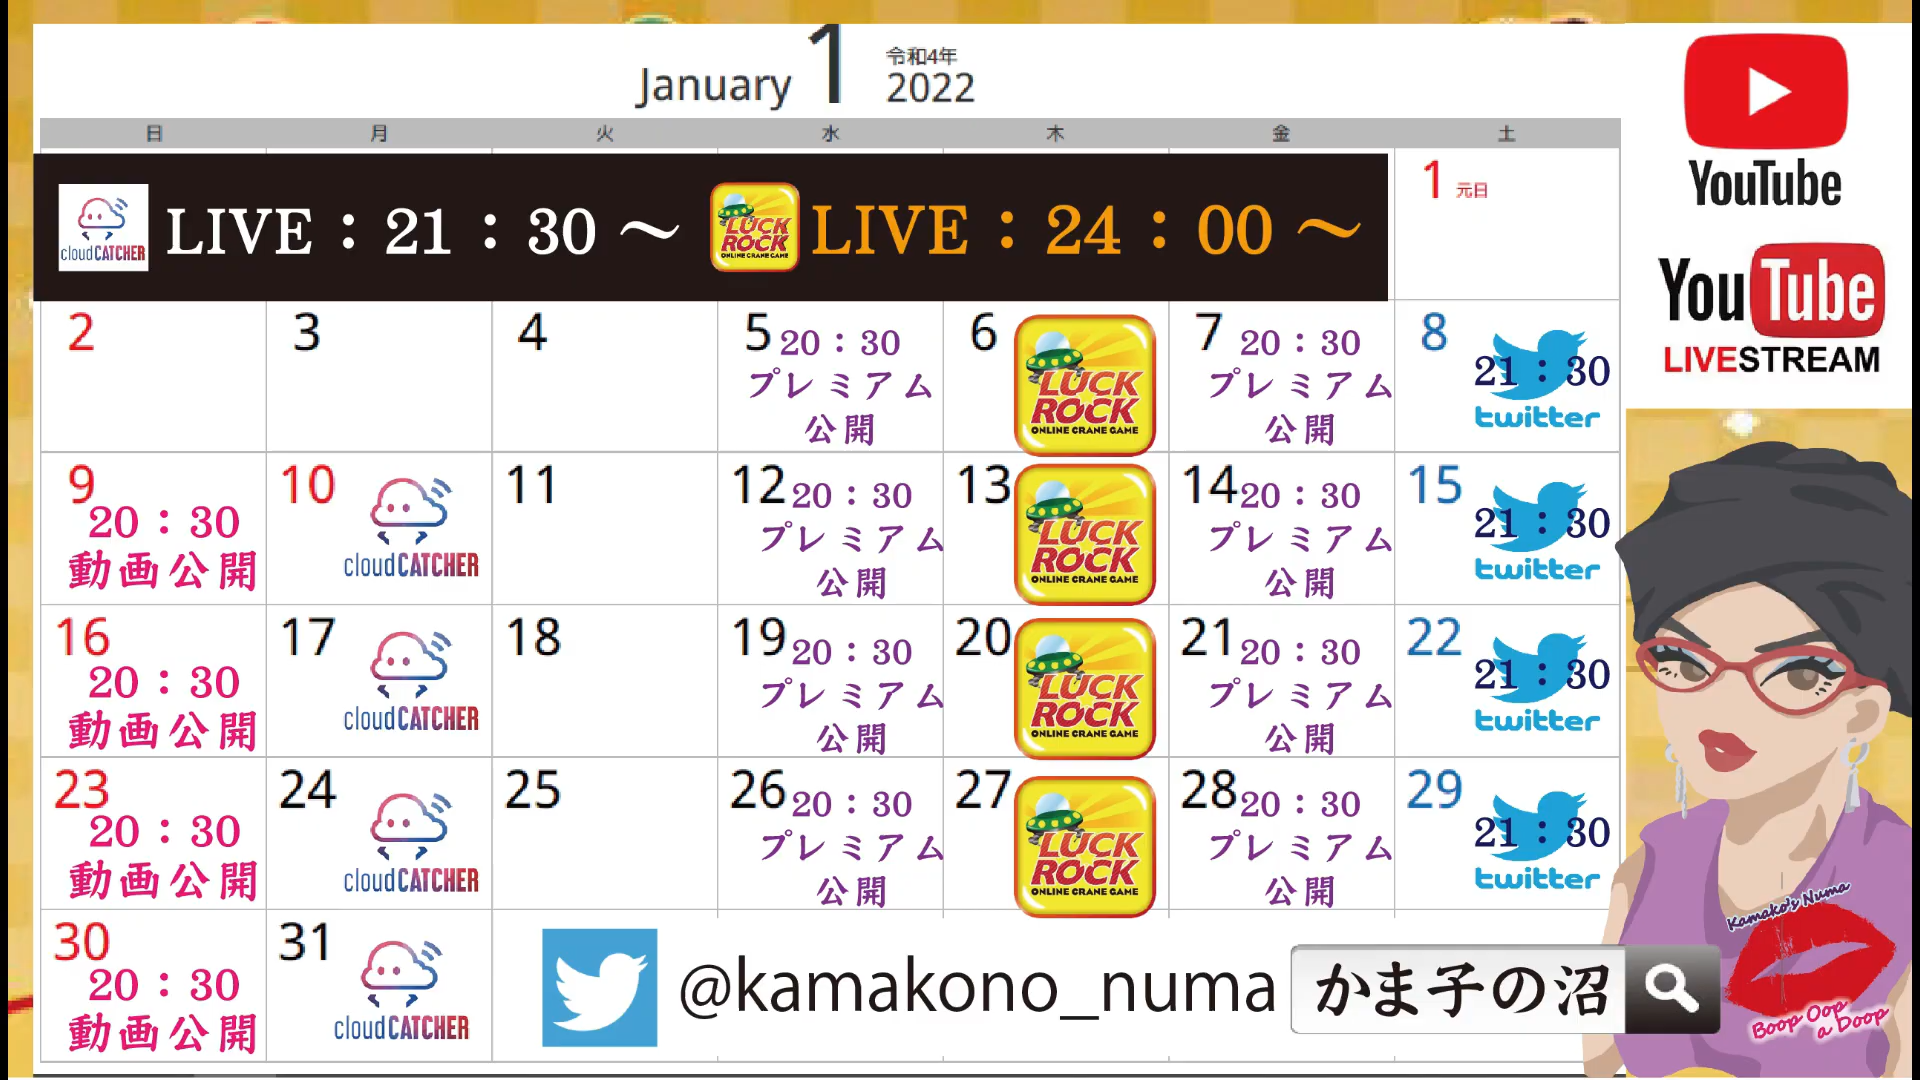 January 1 令和4年
2022
日 月 火 水 木 金 土
cloudCATCHER LIVE：21：30～ LUCK ROCK ONLINE CRANE GAME LIVE：24：00～
1 元日
2
3
4
5 20：30
プレミアム
公開
6 LUCK
ROCK
ONLINE CRANE GAME
7 20：30
プレミアム
公開
8 21：30
twitter
9
20：30
動画公開
10
cloudCATCHER
11
12 20：30
プレミアム
公開
13 LUCK
ROCK
ONLINE CRANE GAME
14 20：30
プレミアム
公開
15 21：30
twitter
16
20：30
動画公開
17
cloudCATCHER
18
19 20：30
プレミアム
公開
20 LUCK
ROCK
ONLINE CRANE GAME
21 20：30
プレミアム
公開
22 21：30
twitter
23
20：30
動画公開
24
cloudCATCHER
25
26 20：30
プレミアム
公開
27 LUCK
ROCK
ONLINE CRANE GAME
28 20：30
プレミアム
公開
29 21：30
twitter
30
20：30
動画公開
31
cloudCATCHER
@kamakono_numa
かま子の沼
YouTube
YouTube
LIVESTREAM
Kamako's Numa
Boop Oop
a Doop